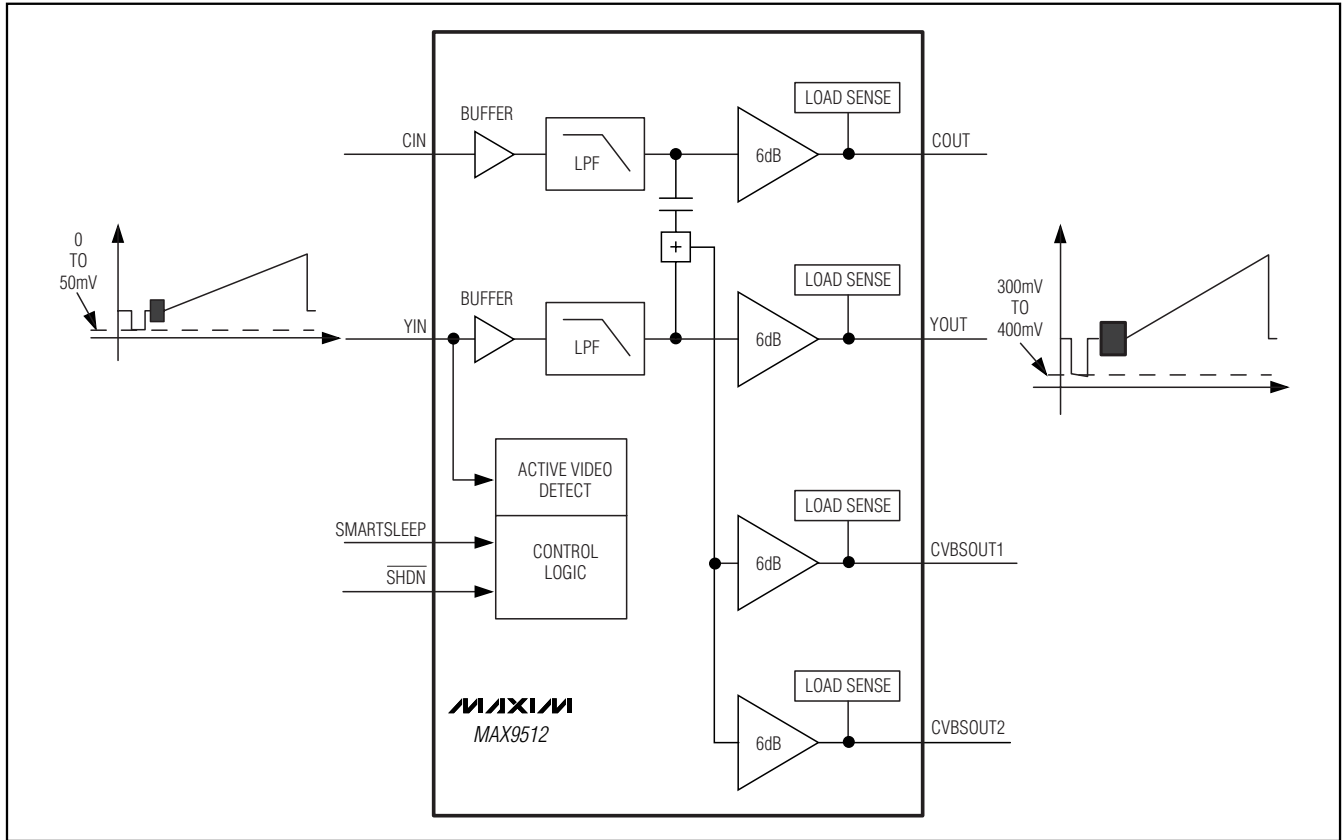 LOAD SENSE
BUFFER
CIN
LPF
6dB
COUT
0
TO
50mV
+
LOAD SENSE
BUFFER
300mV
TO
400mV
YIN
LPF
6dB
YOUT
ACTIVE VIDEO
DETECT
LOAD SENSE
SMARTSLEEP
CONTROL
LOGIC
SHDN
6dB
CVBSOUT1
LOAD SENSE
MAXIM
MAX9512
6dB
CVBSOUT2